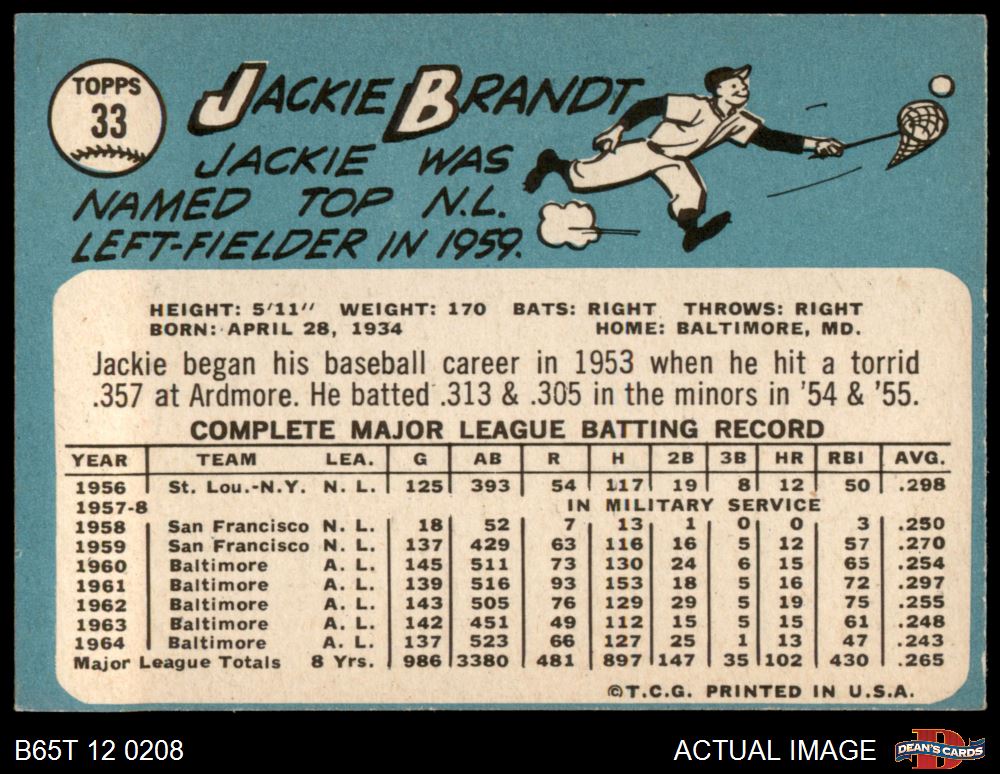 TOPPS
33
JACKIE BRANDT
JACKIE WAS
NAMED TOP N.L.
LEFT-FIELDER IN 1959.
HEIGHT: 5'11" WEIGHT: 170 BATS: RIGHT THROWS: RIGHT
BORN: APRIL 28, 1934 HOME: BALTIMORE, MD.
Jackie began his baseball career in 1953 when he hit a torrid
.357 at Ardmore. He batted .313 & .305 in the minors in '54 & '55.
COMPLETE MAJOR LEAGUE BATTING RECORD
YEAR TEAM LEA. G AB R H 2B 3B HR RBI AVG.
1956 St. Lou.-N.Y. N. L. 125 393 54 117 19 8 12 50 .298
1957-8 IN MILITARY SERVICE
1958 San Francisco N. L. 18 52 7 13 1 0 0 3 .250
1959 San Francisco N. L. 137 429 63 116 16 5 12 57 .270
1960 Baltimore A. L. 145 511 73 130 24 6 15 65 .254
1961 Baltimore A. L. 139 516 93 153 18 5 16 72 .297
1962 Baltimore A. L. 143 505 76 129 29 5 19 75 .255
1963 Baltimore A. L. 142 451 49 112 15 5 15 61 .248
1964 Baltimore A. L. 137 523 66 127 25 1 13 47 .243
Major League Totals 8 Yrs. 986 3380 481 897 147 35 102 430 .265
©T.C.G. PRINTED IN U.S.A.
B65T 12 0208
ACTUAL IMAGE
D
DEAN'S CARDS